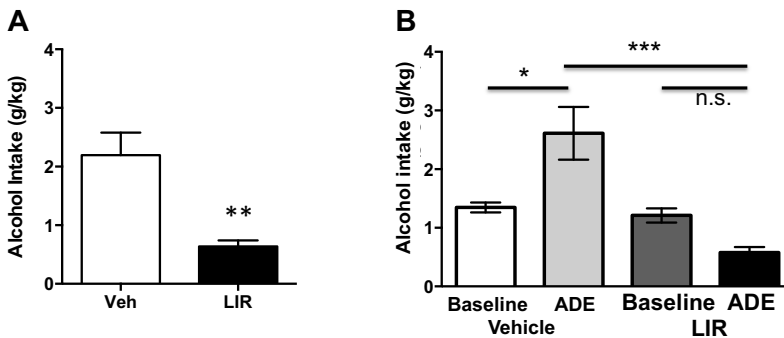 A
Alcohol Intake (g/kg)
4
3
2
1
0
**
Veh LIR
B
Alcohol intake (g/kg)
4
3
2
1
0
***
*
n.s.
Baseline ADE Baseline ADE
Vehicle LIR